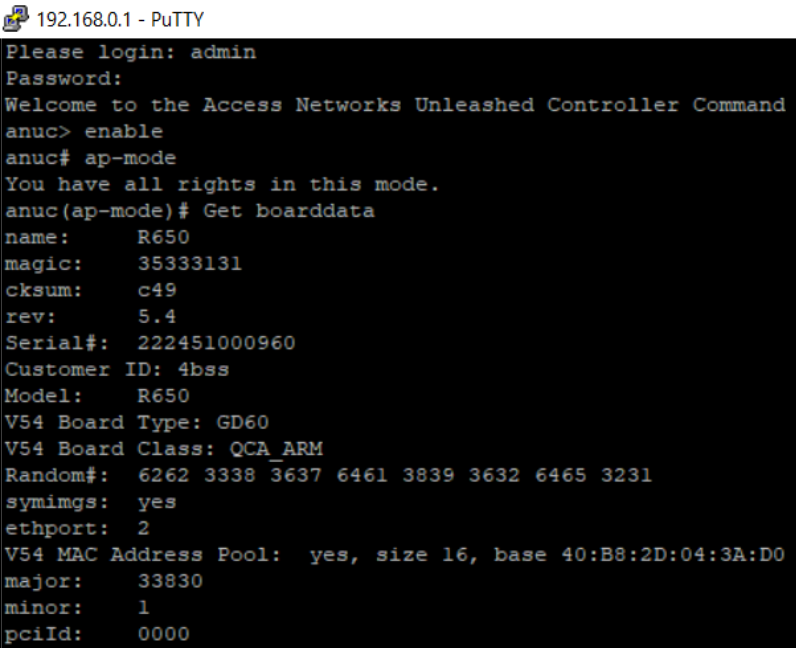 192.168.0.1 - PuTTY
Please login: admin
Password:
Welcome to the Access Networks Unleashed Controller Command
anuc> enable
anuc# ap-mode
You have all rights in this mode.
anuc(ap-mode)# Get boarddata
name: R650
magic: 35333131
cksum: c49
rev: 5.4
Serial#: 222451000960
Customer ID: 4bss
Model: R650
V54 Board Type: GD60
V54 Board Class: QCA_ARM
Random#: 6262 3338 3637 6461 3839 3632 6465 3231
symimgs: yes
ethport: 2
V54 MAC Address Pool: yes, size 16, base 40:B8:2D:04:3A:D0
major: 33830
minor: 1
pciId: 0000